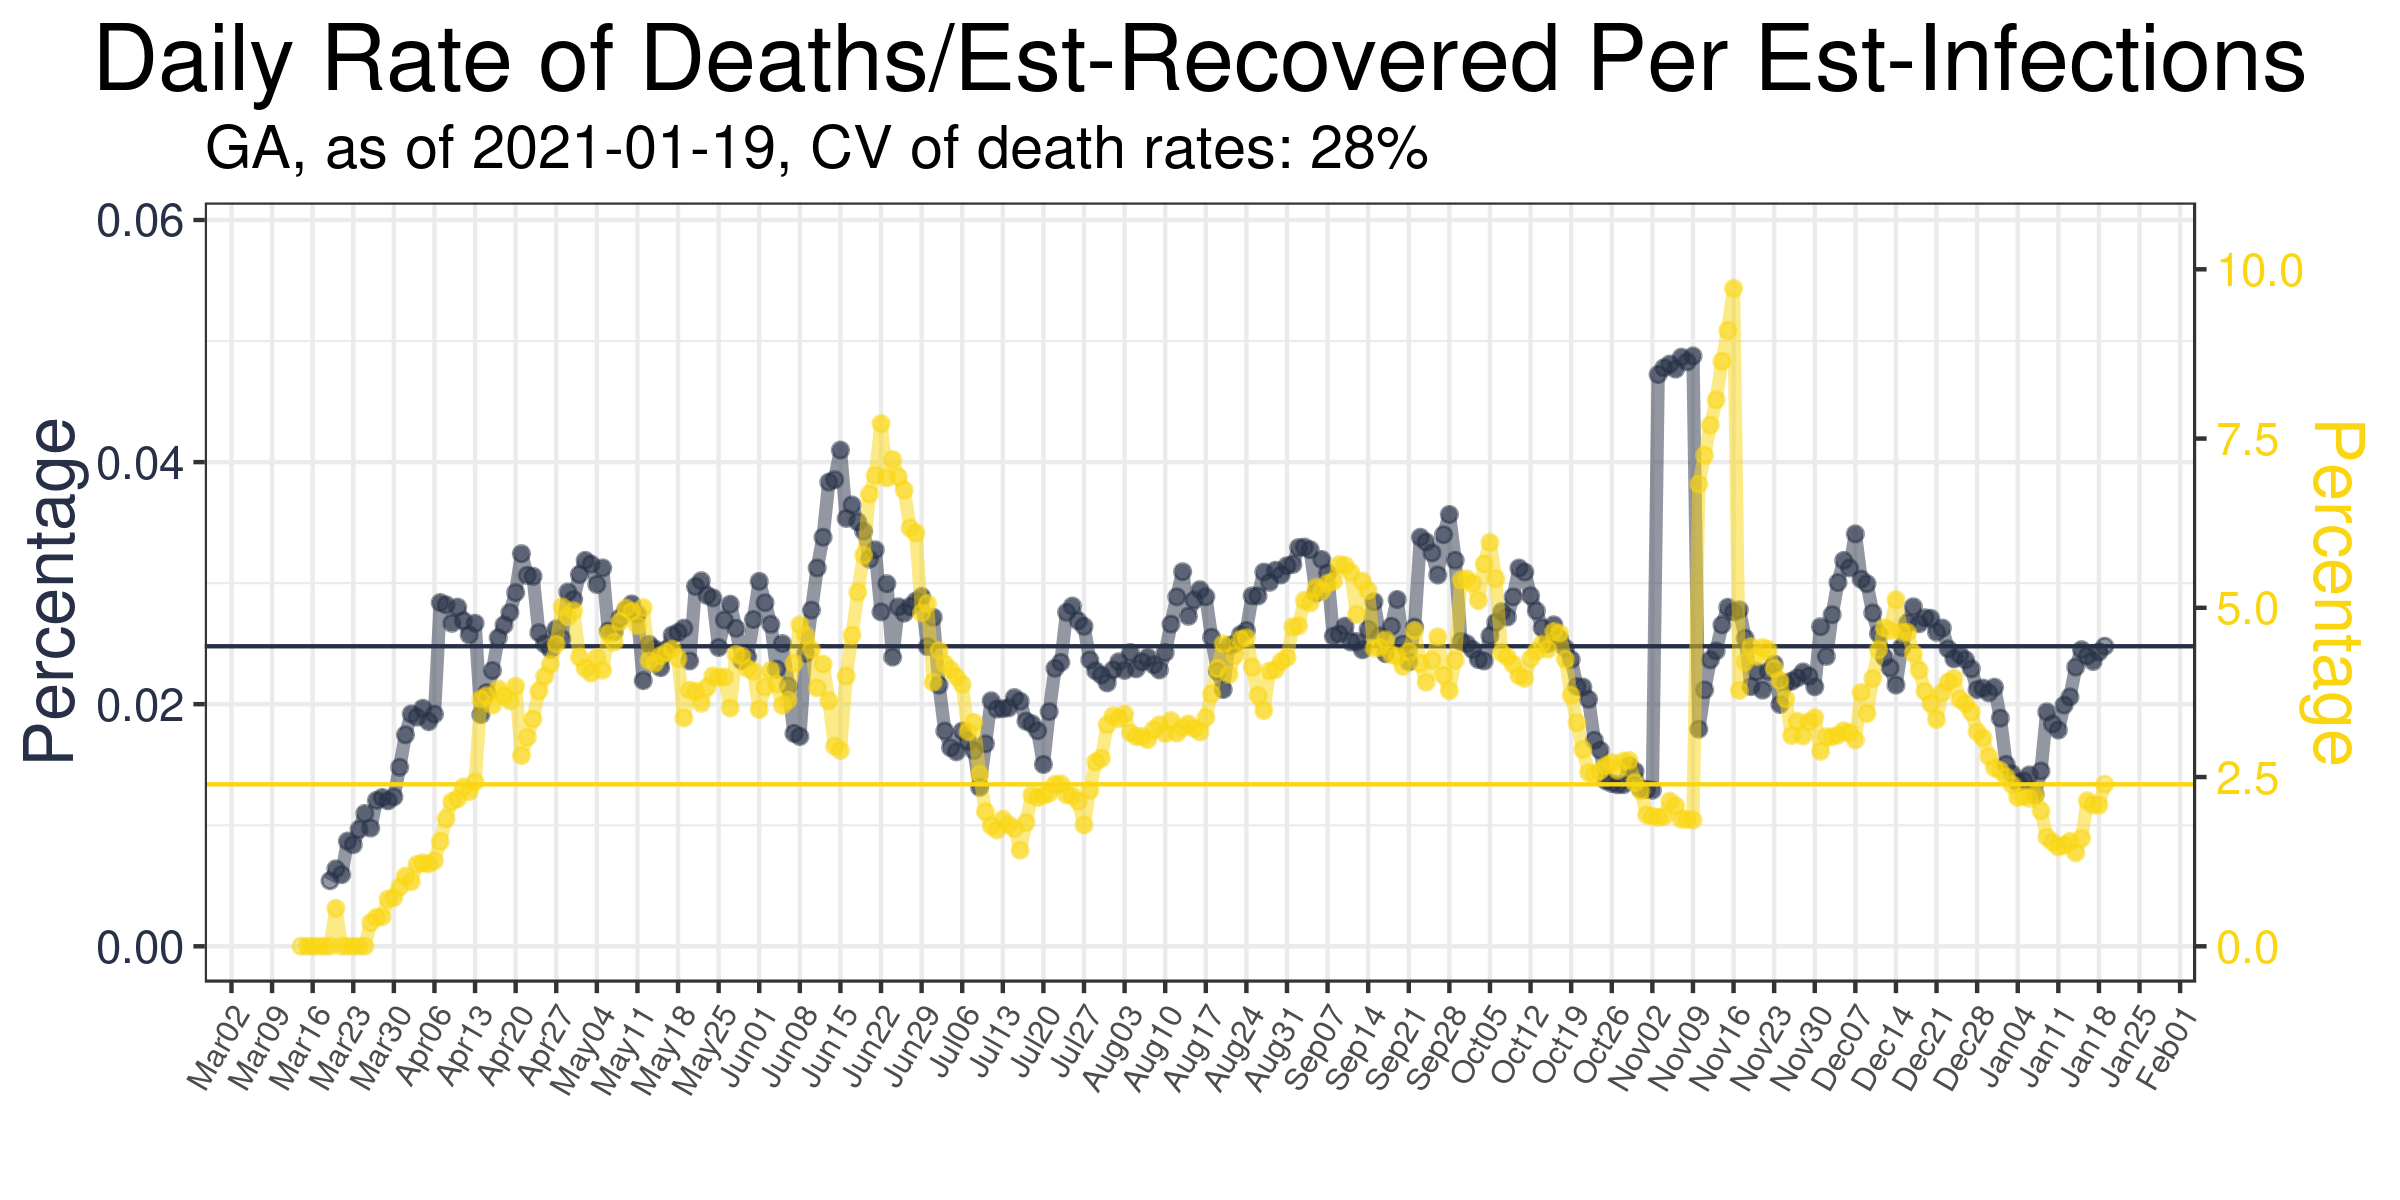 Daily Rate of Deaths/Est-Recovered Per Est-Infections
GA, as of 2021-01-19, CV of death rates: 28%
Percentage
0.06
0.04
0.02
0.00
10.0
7.5
5.0
2.5
0.0
Percentage
Mar02 Mar09 Mar16 Mar23 Mar30 Apr06 Apr13 Apr20 Apr27 May04 May11 May18 May25 Jun01 Jun08 Jun15 Jun22 Jun29 Jul06 Jul13 Jul20 Jul27 Aug03 Aug10 Aug17 Aug24 Aug31 Sep07 Sep14 Sep21 Sep28 Oct05 Oct12 Oct19 Oct26 Nov02 Nov09 Nov16 Nov23 Nov30 Dec07 Dec14 Dec21 Dec28 Jan04 Jan11 Jan18 Jan25 Feb01